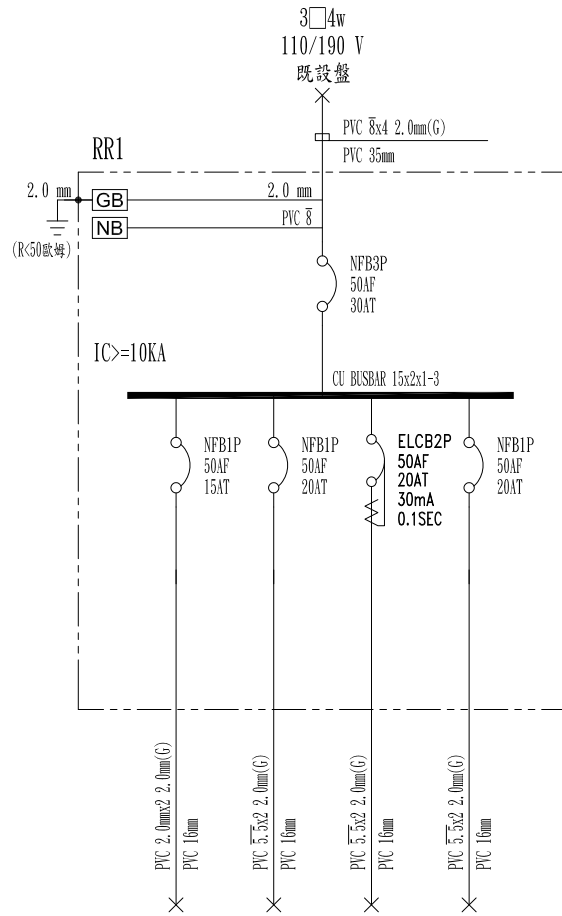 3□4w
110/190 V
既設盤
PVC 8x4 2.0mm(G)
PVC 35mm
RR1
2.0 mm
GB
2.0 mm
NB
PVC 8
(R<50歐姆)
NFB3P
50AF
30AT
IC>=10KA
CU BUSBAR 15x2x1-3
NFB1P
50AF
15AT
NFB1P
50AF
20AT
ELCB2P
50AF
20AT
30mA
0.1SEC
NFB1P
50AF
20AT
PVC 2.0mmx2 2.0mm(G)
PVC 16mm
PVC 5.5x2 2.0mm(G)
PVC 16mm
PVC 5.5x2 2.0mm(G)
PVC 16mm
PVC 5.5x2 2.0mm(G)
PVC 16mm